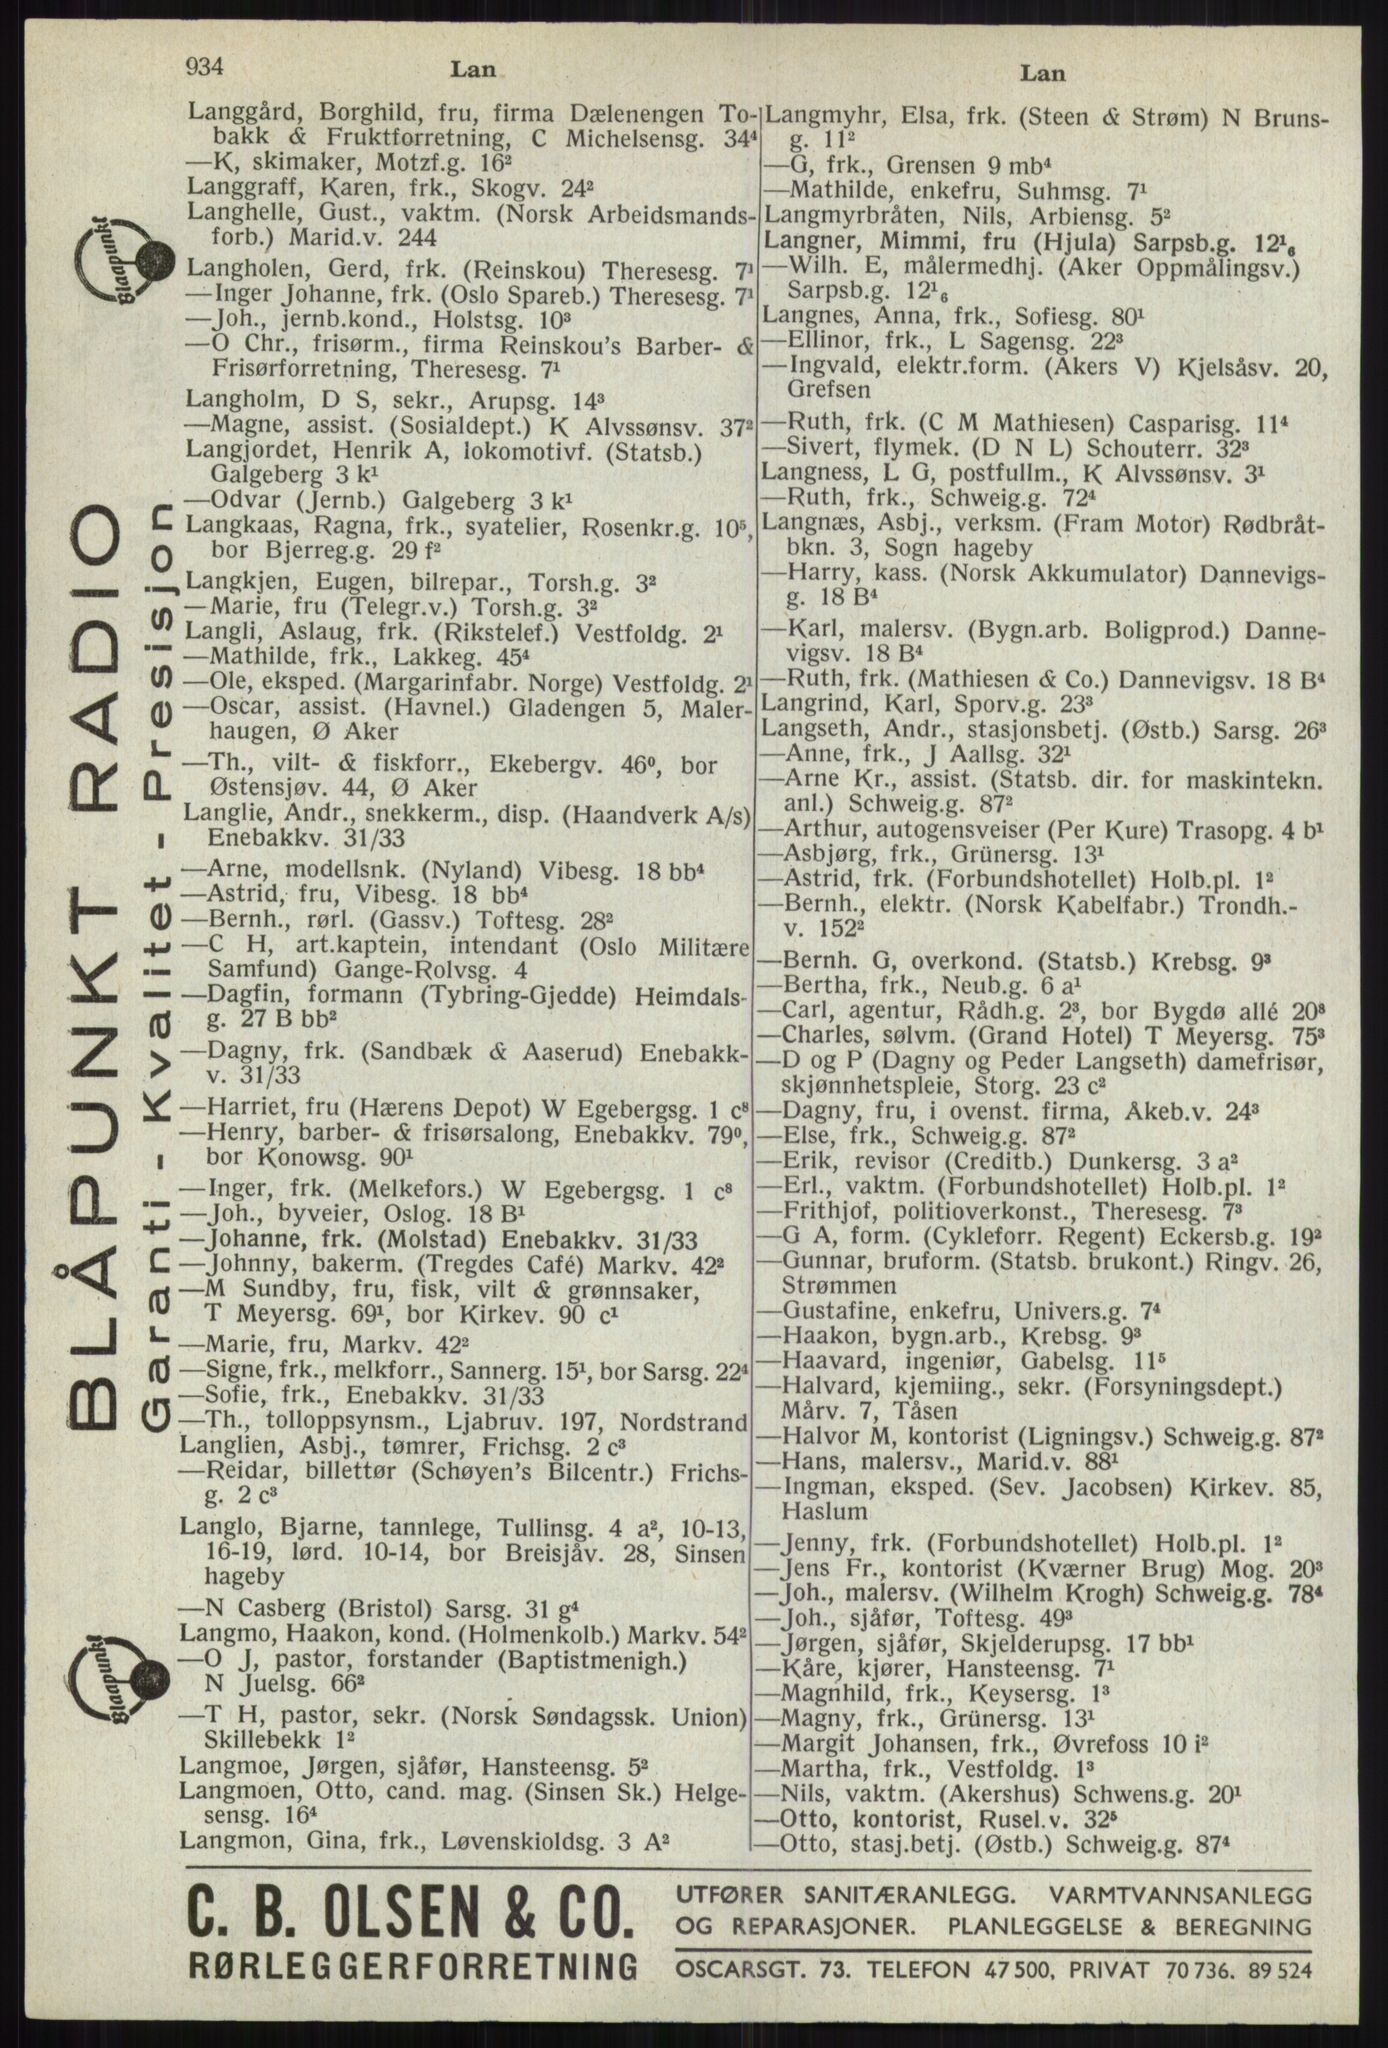 934
Lan
Lan
Langgård, Borghild, fru, firma Dælenengen To-
bakk & Fruktforretning, C Michelsensg. 34⁴
—K, skimaker, Motzf.g. 16²
Langgraff, Karen, frk., Skogv. 24²
Langhelle, Gust., vaktm. (Norsk Arbeidsmands-
forb.) Marid.v. 244
Langholen, Gerd, frk. (Reinskou) Theresesg. 7¹
—Inger Johanne, frk. (Oslo Spareb.) Theresesg. 7¹
—Joh., jernb.kond., Holstsg. 10³
—O Chr., frisørm., firma Reinskou's Barber- &
Frisørforretning, Theresesg. 7¹
Langholm, D S, sekr., Arupsg. 14³
—Magne, assist. (Sosialdept.) K Alvssønsv. 37²
Langjordet, Henrik A, lokomotivf. (Statsb.)
Galgeberg 3 k¹
—Odvar (Jernb.) Galgeberg 3 k¹
Langkaas, Ragna, frk., syatelier, Rosenkr.g. 10⁵,
bor Bjerreg.g. 29 f²
Langkjen, Eugen, bilrepar., Torsh.g. 3²
—Marie, fru (Telegr.v.) Torsh.g. 3²
Langli, Aslaug, frk. (Rikstelef.) Vestfoldg. 2¹
—Mathilde, frk., Lakkeg. 45⁴
—Ole, eksped. (Margarinfabr. Norge) Vestfoldg. 2¹
—Oscar, assist. (Havnel.) Gladengen 5, Maler-
haugen, Ø Aker
—Th., vilt- & fiskforr., Ekebergv. 46⁰, bor
Østensjøv. 44, Ø Aker
Langlie, Andr., snekkerm., disp. (Haandverk A/s)
Enebakkv. 31/33
—Arne, modellsnk. (Nyland) Vibesg. 18 bb⁴
—Astrid, fru, Vibesg. 18 bb⁴
—Bernh., rørl. (Gassv.) Toftesg. 28²
—C H, art.kaptein, intendant (Oslo Militære
Samfund) Gange-Rolvsg. 4
—Dagfin, formann (Tybring-Gjedde) Heimdals-
g. 27 B bb²
—Dagny, frk. (Sandbæk & Aaserud) Enebakk-
v. 31/33
—Harriet, fru (Hærens Depot) W Egebergsg. 1 c⁸
—Henry, barber- & frisørsalong, Enebakkv. 79⁰,
bor Konowsg. 90¹
—Inger, frk. (Melkefors.) W Egebergsg. 1 c⁸
—Joh., byveier, Oslog. 18 B¹
—Johanne, frk. (Molstad) Enebakkv. 31/33
—Johnny, bakerm. (Tregdes Café) Markv. 42²
—M Sundby, fru, fisk, vilt & grønnsaker,
T Meyersg. 69¹, bor Kirkev. 90 c¹
—Marie, fru, Markv. 42²
—Signe, frk., melkforr., Sannerg. 15¹, bor Sarsg. 22⁴
—Sofie, frk., Enebakkv. 31/33
—Th., tolloppsynsm., Ljabruv. 197, Nordstrand
Langlien, Asbj., tømrer, Frichsg. 2 c³
—Reidar, billettør (Schøyen's Bilcentr.) Frichs-
g. 2 c³
Langlo, Bjarne, tannlege, Tullinsg. 4 a², 10-13,
16-19, lørd. 10-14, bor Breisjåv. 28, Sinsen
hageby
—N Casberg (Bristol) Sarsg. 31 g⁴
Langmo, Haakon, kond. (Holmenkolb.) Markv. 54²
—O J, pastor, forstander (Baptistmenigh.)
N Juelsg. 66²
—T H, pastor, sekr. (Norsk Søndagssk. Union)
Skillebekk 1²
Langmoe, Jørgen, sjåfør, Hansteensg. 5²
Langmoen, Otto, cand. mag. (Sinsen Sk.) Helge-
sensg. 16⁴
Langmon, Gina, frk., Løvenskioldsg. 3 A²
Langmyhr, Elsa, frk. (Steen & Strøm) N Bruns-
g. 11²
—G, frk., Grensen 9 mb⁴
—Mathilde, enkefru, Suhmsg. 7¹
Langmyrbråten, Nils, Arbiensg. 5²
Langner, Mimmi, fru (Hjula) Sarpsb.g. 12¹₆
—Wilh. E, målermedhj. (Aker Oppmålingsv.)
Sarpsb.g. 12¹₆
Langnes, Anna, frk., Sofiesg. 80¹
—Ellinor, frk., L Sagensg. 22³
—Ingvald, elektr.form. (Akers V) Kjelsåsv. 20,
Grefsen
—Ruth, frk. (C M Mathiesen) Casparisg. 11⁴
—Sivert, flymek. (D N L) Schouterr. 32³
Langness, L G, postfullm., K Alvssønsv. 3¹
—Ruth, frk., Schweig.g. 72⁴
Langnæs, Asbj., verksm. (Fram Motor) Rødbråt-
bkn. 3, Sogn hageby
—Harry, kass. (Norsk Akkumulator) Dannevigs-
g. 18 B⁴
—Karl, malersv. (Bygn.arb. Boligprod.) Danne-
vigsv. 18 B⁴
—Ruth, frk. (Mathiesen & Co.) Dannevigsv. 18 B⁴
Langrind, Karl, Sporv.g. 23³
Langseth, Andr., stasjonsbetj. (Østb.) Sarsg. 26³
—Anne, frk., J Aallsg. 32¹
—Arne Kr., assist. (Statsb. dir. for maskintekn.
anl.) Schweig.g. 87²
—Arthur, autogensveiser (Per Kure) Trasopg. 4 b¹
—Asbjørg, frk., Grünersg. 13¹
—Astrid, frk. (Forbundshotellet) Holb.pl. 1²
—Bernh., elektr. (Norsk Kabelfabr.) Trondh.-
v. 152²
—Bernh. G, overkond. (Statsb.) Krebsg. 9³
—Bertha, frk., Neub.g. 6 a¹
—Carl, agentur, Rådh.g. 2³, bor Bygdø allé 20⁸
—Charles, sølvm. (Grand Hotel) T Meyersg. 75³
—D og P (Dagny og Peder Langseth) damefrisør,
skjønnhetspleie, Storg. 23 c²
—Dagny, fru, i ovenst. firma, Åkeb.v. 24³
—Else, frk., Schweig.g. 87²
—Erik, revisor (Creditb.) Dunkersg. 3 a²
—Erl., vaktm. (Forbundshotellet) Holb.pl. 1²
—Frithjof, politioverkonst., Theresesg. 7³
—G A, form. (Cykleforr. Regent) Eckersb.g. 19²
—Gunnar, bruform. (Statsb. brukont.) Ringv. 26,
Strømmen
—Gustafine, enkefru, Univers.g. 7⁴
—Haakon, bygn.arb., Krebsg. 9³
—Haavard, ingeniør, Gabelsg. 11⁵
—Halvard, kjemiing., sekr. (Forsyningsdept.)
Mårv. 7, Tåsen
—Halvor M, kontorist (Ligningsv.) Schweig.g. 87²
—Hans, malersv., Marid.v. 88¹
—Ingman, eksped. (Sev. Jacobsen) Kirkev. 85,
Haslum
—Jenny, frk. (Forbundshotellet) Holb.pl. 1²
—Jens Fr., kontorist (Kværner Brug) Mog. 20³
—Joh., malersv. (Wilhelm Krogh) Schweig.g. 78⁴
—Joh., sjåfør, Toftesg. 49³
—Jørgen, sjåfør, Skjelderupsg. 17 bb¹
—Kåre, kjører, Hansteensg. 7¹
—Magnhild, frk., Keysersg. 1³
—Magny, frk., Grünersg. 13¹
—Margit Johansen, frk., Øvrefoss 10 i²
—Martha, frk., Vestfoldg. 1³
—Nils, vaktm. (Akershus) Schwens.g. 20¹
—Otto, kontorist, Rusel.v. 32⁵
—Otto, stasj.betj. (Østb.) Schweig.g. 87⁴
Blaapunkt
BLÅPUNKT RADIO
Garanti - Kvalitet - Presisjon
Blaapunkt
C. B. OLSEN & CO.
RØRLEGGERFORRETNING
UTFØRER SANITÆRANLEGG. VARMTVANNSANLEGG
OG REPARASJONER. PLANLEGGELSE & BEREGNING
OSCARSGT. 73. TELEFON 47 500, PRIVAT 70 736. 89 524